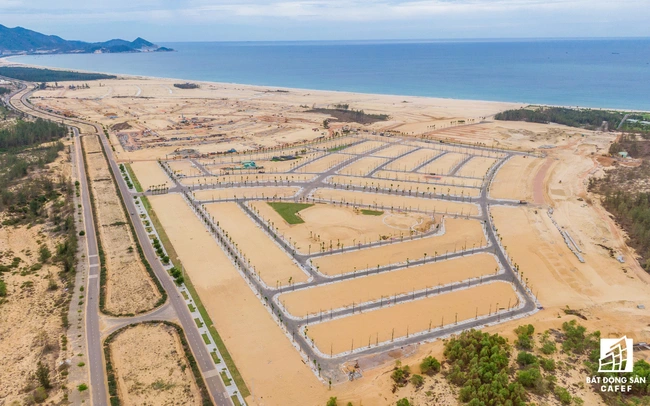 BẤT ĐỘNG SẢN
CAFEF